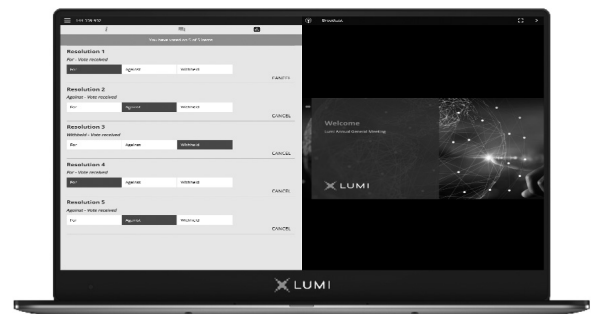 Broadcast
You have voted on 5 of 5 items
Resolution 1
For - Vote received
For Against Withheld
CANCEL
Resolution 2
Against - Vote received
For Against Withheld
CANCEL
Resolution 3
Withheld - Vote received
For Against Withheld
CANCEL
Resolution 4
For - Vote received
For Against Withheld
CANCEL
Resolution 5
Against - Vote received
For Against Withheld
CANCEL
Welcome
Lumi Annual General Meeting
LUMI
LUMI